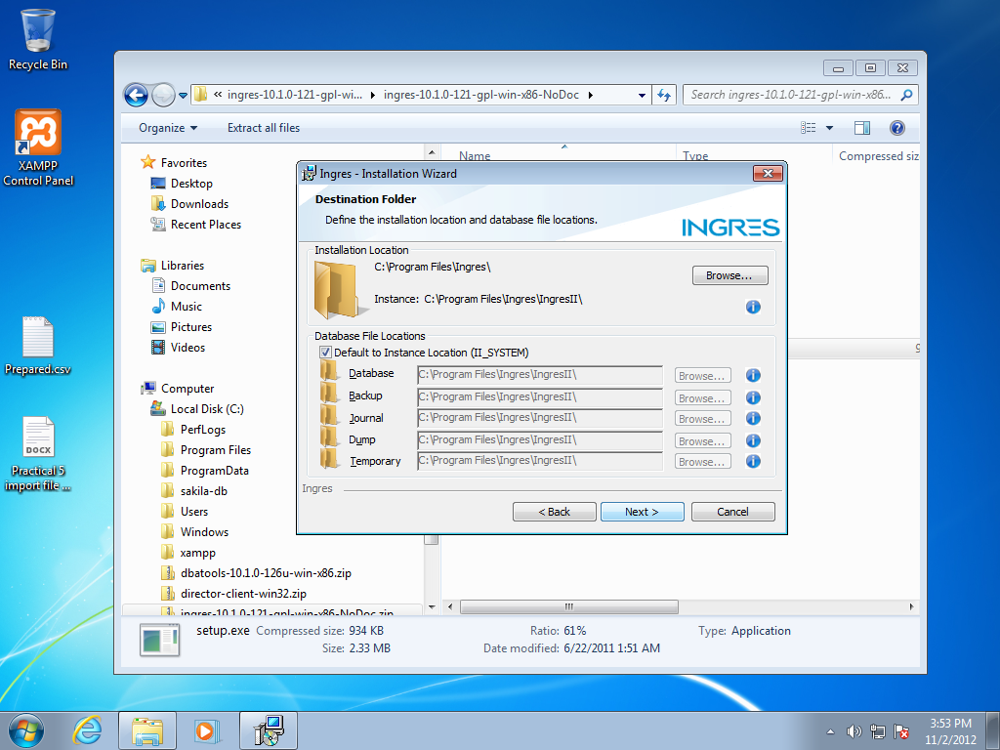 Recycle Bin
XAMPP
Control Panel
Prepared.csv
DOCX
Practical 5
import file ...
« ingres-10.1.0-121-gpl-wi... ▸ ingres-10.1.0-121-gpl-win-x86-NoDoc ▸
Search ingres-10.1.0-121-gpl-win-x86...
Organize Extract all files
Name Type Compressed siz
Favorites
Desktop
Downloads
Recent Places
Libraries
Documents
Music
Pictures
Videos
Computer
Local Disk (C:)
PerfLogs
Program Files
ProgramData
sakila-db
Users
Windows
xampp
dbatools-10.1.0-126u-win-x86.zip
director-client-win32.zip
ingres-10.1.0-121-gpl-win-x86-NoDoc.zip
Ingres - Installation Wizard
Destination Folder
Define the installation location and database file locations.
INGRES
Installation Location
C:\Program Files\Ingres\
Browse...
Instance: C:\Program Files\Ingres\IngresII\
Database File Locations
Default to Instance Location (II_SYSTEM)
Database C:\Program Files\Ingres\IngresII\ Browse...
Backup C:\Program Files\Ingres\IngresII\ Browse...
Journal C:\Program Files\Ingres\IngresII\ Browse...
Dump C:\Program Files\Ingres\IngresII\ Browse...
Temporary C:\Program Files\Ingres\IngresII\ Browse...
Ingres
< Back Next > Cancel
setup.exe Compressed size: 934 KB Ratio: 61% Type: Application
Size: 2.33 MB Date modified: 6/22/2011 1:51 AM
3:53 PM
11/2/2012